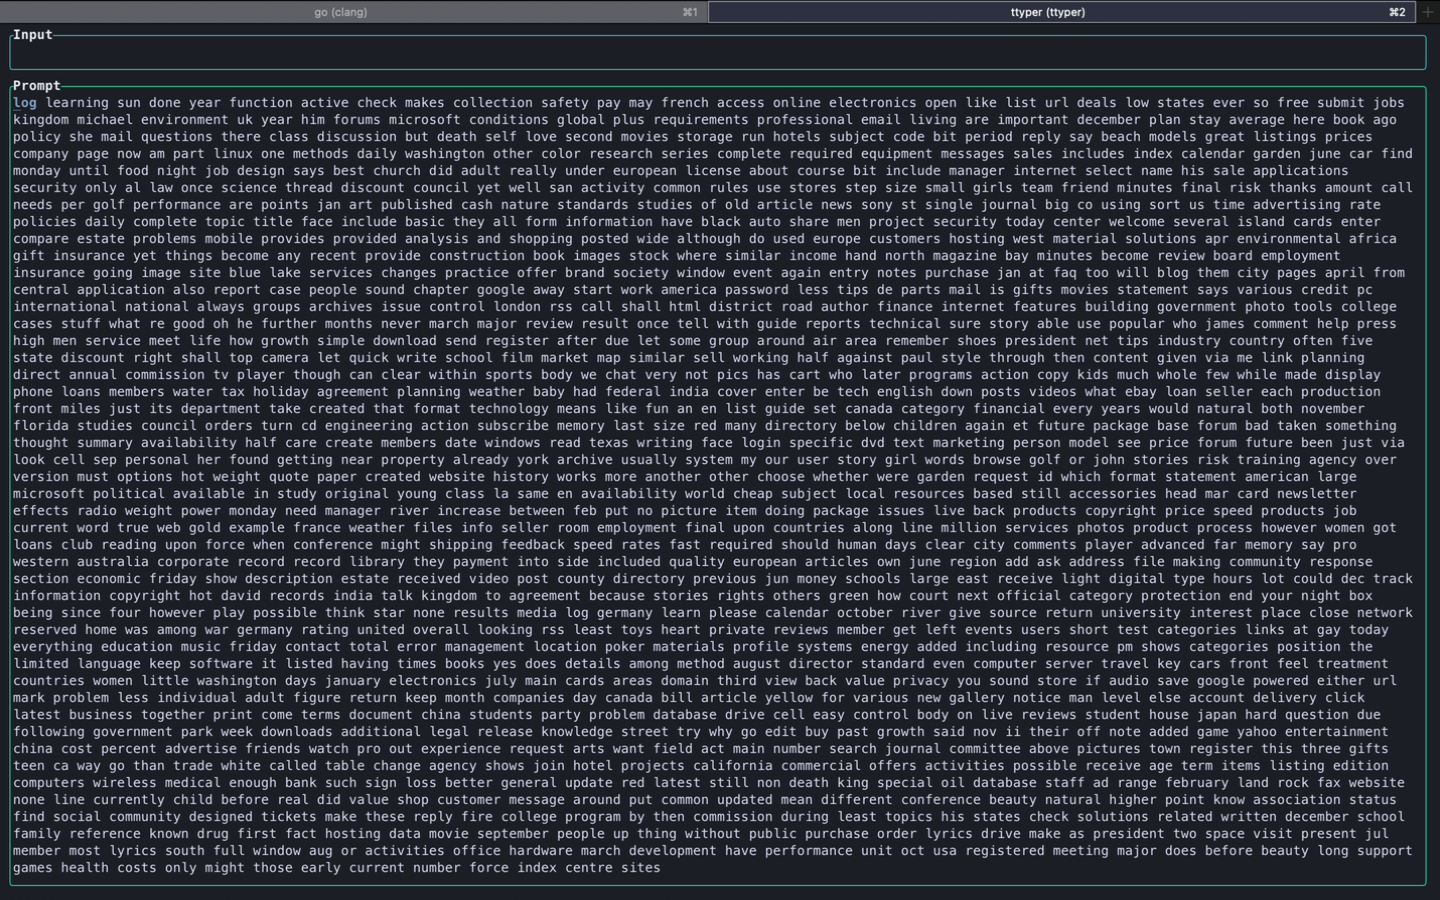 go (clang) ⌘1 ttyper (ttyper) ⌘2 +
Input
Prompt
log learning sun done year function active check makes collection safety pay may french access online electronics open like list url deals low states ever so free submit jobs
kingdom michael environment uk year him forums microsoft conditions global plus requirements professional email living are important december plan stay average here book ago
policy she mail questions there class discussion but death self love second movies storage run hotels subject code bit period reply say beach models great listings prices
company page now am part linux one methods daily washington other color research series complete required equipment messages sales includes index calendar garden june car find
monday until food night job design says best church did adult really under european license about course bit include manager internet select name his sale applications
security only al law once science thread discount council yet well san activity common rules use stores step size small girls team friend minutes final risk thanks amount call
needs per golf performance are points jan art published cash nature standards studies of old article news sony st single journal big co using sort us time advertising rate
policies daily complete topic title face include basic they all form information have black auto share men project security today center welcome several island cards enter
compare estate problems mobile provides provided analysis and shopping posted wide although do used europe customers hosting west material solutions apr environmental africa
gift insurance yet things become any recent provide construction book images stock where similar income hand north magazine bay minutes become review board employment
insurance going image site blue lake services changes practice offer brand society window event again entry notes purchase jan at faq too will blog them city pages april from
central application also report case people sound chapter google away start work america password less tips de parts mail is gifts movies statement says various credit pc
international national always groups archives issue control london rss call shall html district road author finance internet features building government photo tools college
cases stuff what re good oh he further months never march major review result once tell with guide reports technical sure story able use popular who james comment help press
high men service meet life how growth simple download send register after due let some group around air area remember shoes president net tips industry country often five
state discount right shall top camera let quick write school film market map similar sell working half against paul style through then content given via me link planning
direct annual commission tv player though can clear within sports body we chat very not pics has cart who later programs action copy kids much whole few while made display
phone loans members water tax holiday agreement planning weather baby had federal india cover enter be tech english down posts videos what ebay loan seller each production
front miles just its department take created that format technology means like fun an en list guide set canada category financial every years would natural both november
florida studies council orders turn cd engineering action subscribe memory last size red many directory below children again et future package base forum bad taken something
thought summary availability half care create members date windows read texas writing face login specific dvd text marketing person model see price forum future been just via
look cell sep personal her found getting near property already york archive usually system my our user story girl words browse golf or john stories risk training agency over
version must options hot weight quote paper created website history works more another other choose whether were garden request id which format statement american large
microsoft political available in study original young class la same en availability world cheap subject local resources based still accessories head mar card newsletter
effects radio weight power monday need manager river increase between feb put no picture item doing package issues live back products copyright price speed products job
current word true web gold example france weather files info seller room employment final upon countries along line million services photos product process however women got
loans club reading upon force when conference might shipping feedback speed rates fast required should human days clear city comments player advanced far memory say pro
western australia corporate record record library they payment into side included quality european articles own june region add ask address file making community response
section economic friday show description estate received video post county directory previous jun money schools large east receive light digital type hours lot could dec track
information copyright hot david records india talk kingdom to agreement because stories rights others green how court next official category protection end your night box
being since four however play possible think star none results media log germany learn please calendar october river give source return university interest place close network
reserved home was among war germany rating united overall looking rss least toys heart private reviews member get left events users short test categories links at gay today
everything education music friday contact total error management location poker materials profile systems energy added including resource pm shows categories position the
limited language keep software it listed having times books yes does details among method august director standard even computer server travel key cars front feel treatment
countries women little washington days january electronics july main cards areas domain third view back value privacy you sound store if audio save google powered either url
mark problem less individual adult figure return keep month companies day canada bill article yellow for various new gallery notice man level else account delivery click
latest business together print come terms document china students party problem database drive cell easy control body on live reviews student house japan hard question due
following government park week downloads additional legal release knowledge street try why go edit buy past growth said nov ii their off note added game yahoo entertainment
china cost percent advertise friends watch pro out experience request arts want field act main number search journal committee above pictures town register this three gifts
teen ca way go than trade white called table change agency shows join hotel projects california commercial offers activities possible receive age term items listing edition
computers wireless medical enough bank such sign loss better general update red latest still non death king special oil database staff ad range february land rock fax website
none line currently child before real did value shop customer message around put common updated mean different conference beauty natural higher point know association status
find social community designed tickets make these reply fire college program by then commission during least topics his states check solutions related written december school
family reference known drug first fact hosting data movie september people up thing without public purchase order lyrics drive make as president two space visit present jul
member most lyrics south full window aug or activities office hardware march development have performance unit oct usa registered meeting major does before beauty long support
games health costs only might those early current number force index centre sites